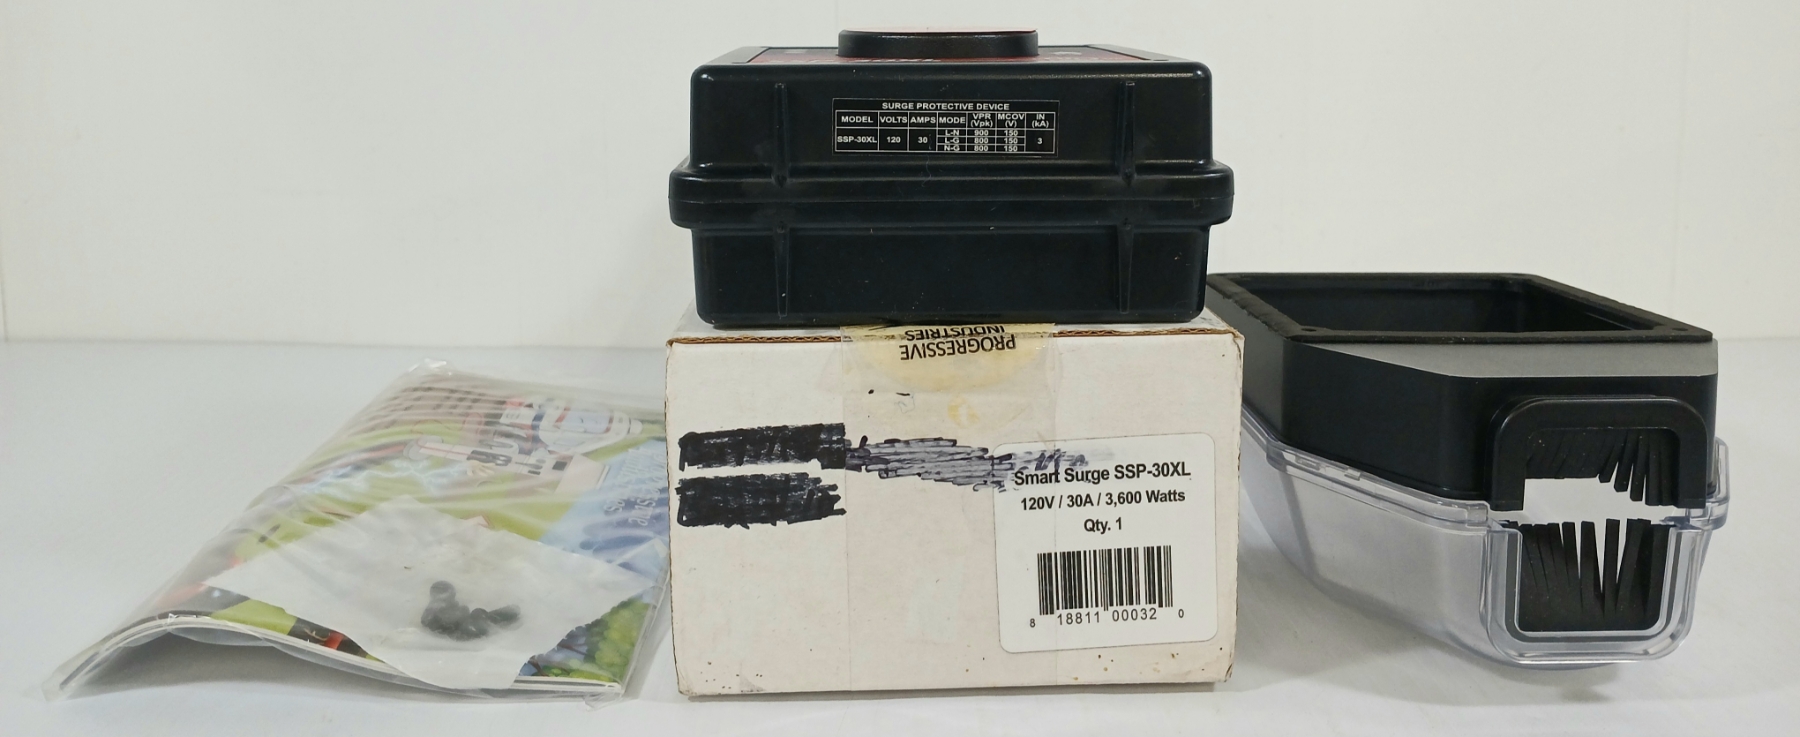 SURGE PROTECTIVE DEVICE
MODEL VOLTS AMPS MODE VPR (Vpk) MCOV (V) IN (kA)
SSP-30XL 120 30 L-N 900 150 3
L-G 800 150
N-G 800 150
PROGRESSIVE
INDUSTRIES
Smart Surge SSP-30XL
120V / 30A / 3,600 Watts
Qty. 1
8 18811 00032 0